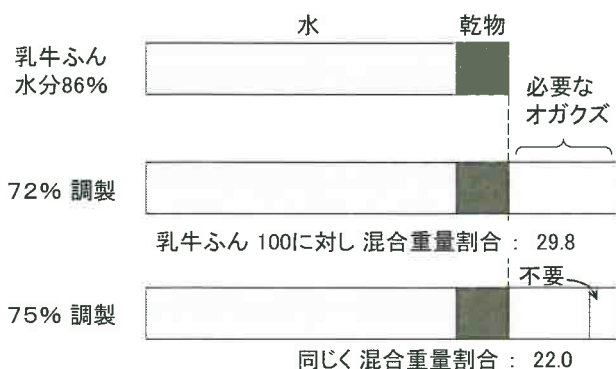 水 乾物
乳牛ふん
水分86%
必要な
オガクズ
72% 調製
乳牛ふん 100に対し 混合重量割合 : 29.8
不要
75% 調製
同じく 混合重量割合 : 22.0